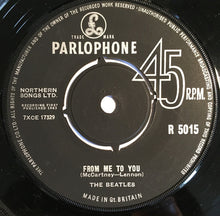 TRADE MARK
PARLOPHONE
45
R.P.M.
NORTHERN
SONGS LTD.
R 5015
RECORDING FIRST
PUBLISHED 1963
7XCE 17329
FROM ME TO YOU
(McCartney-Lennon)
THE BEATLES
MADE IN GT. BRITAIN